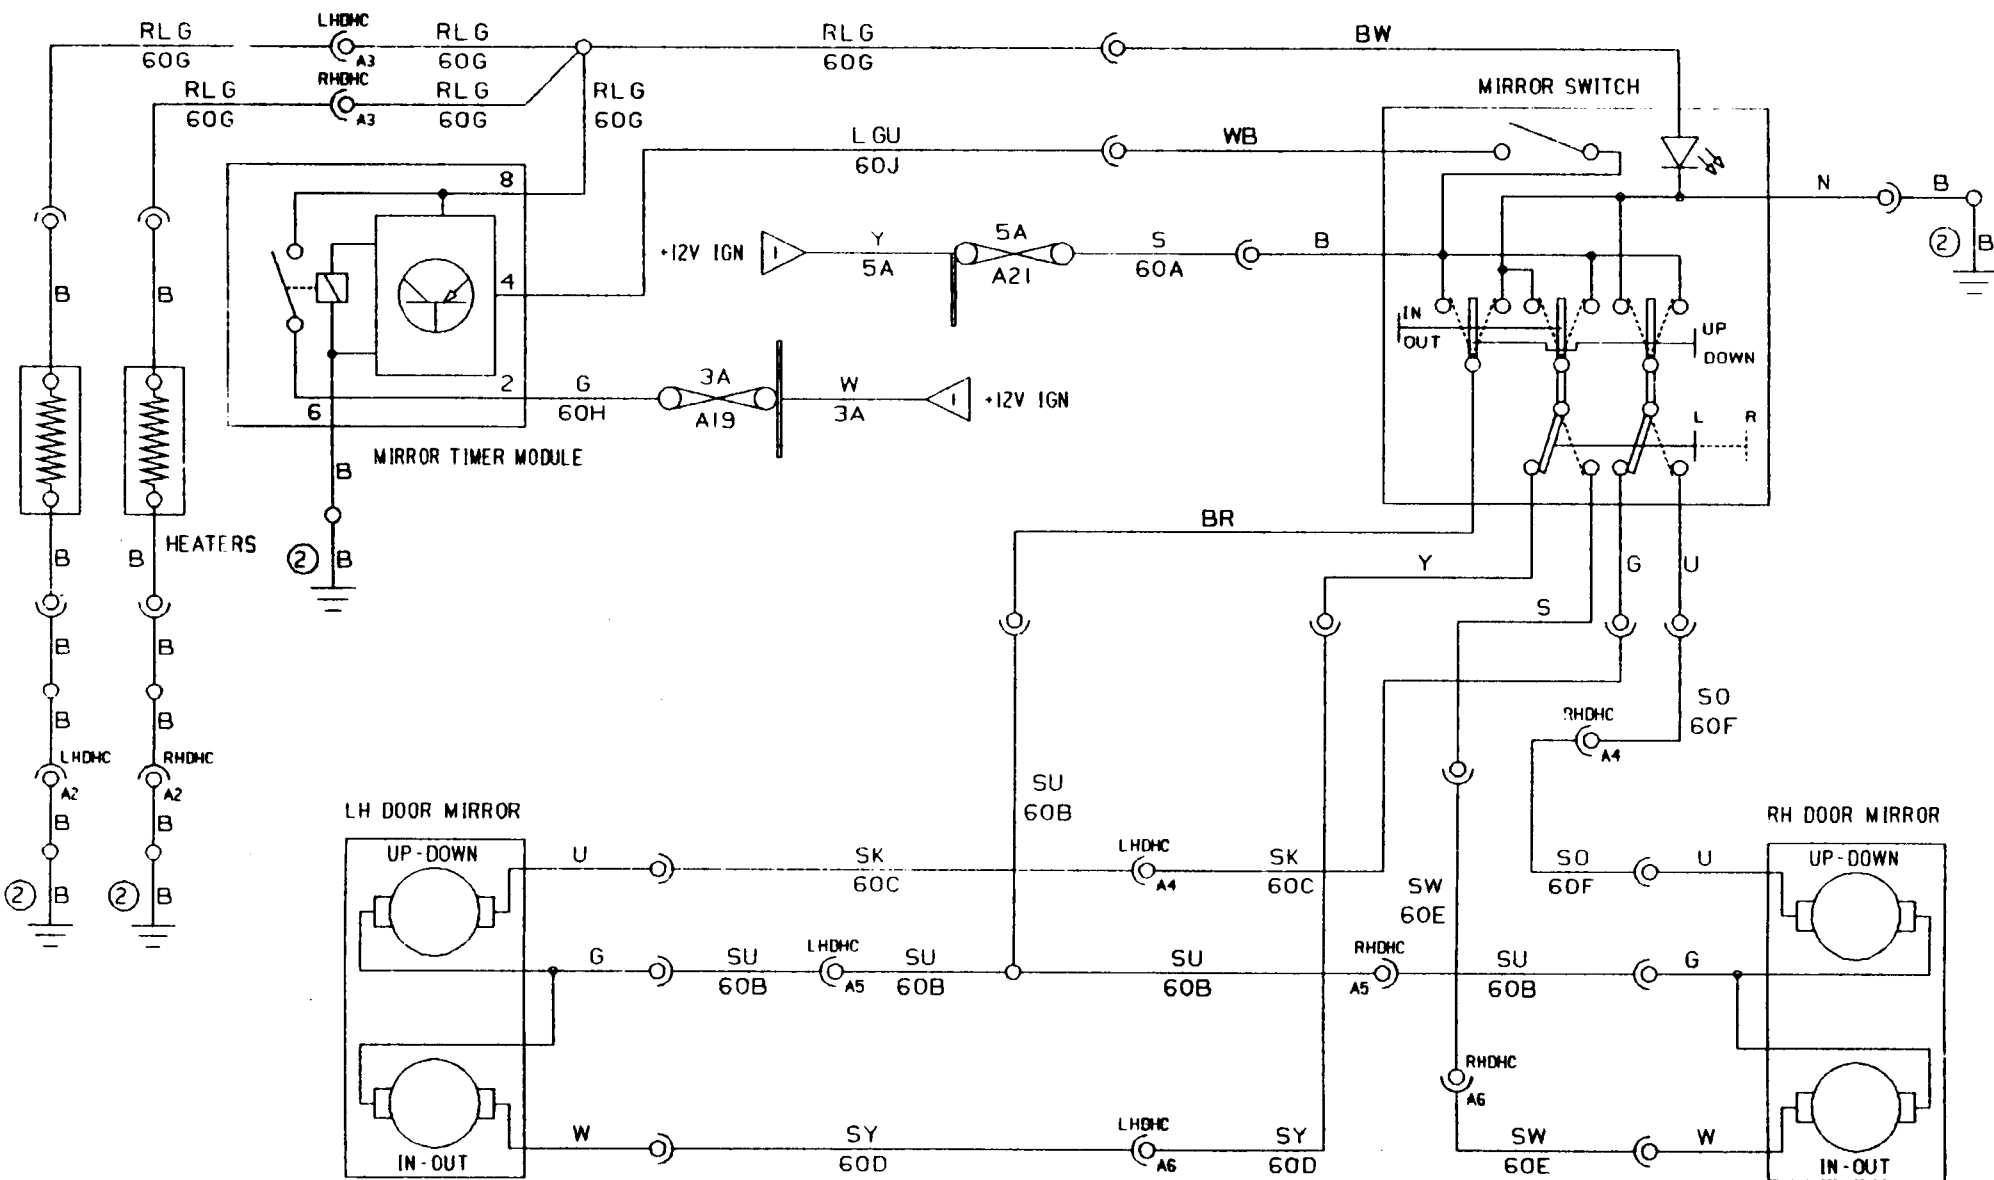 RLG
60G
LHDHC
A3
RLG
60G
RLG
60G
BW
RLG
60G
RHDHC
A3
RLG
60G
RLG
60G
MIRROR SWITCH
LGU
60J
WB
8
4
2
6
MIRROR TIMER MODULE
+12V IGN
1
Y
5A
5A
A21
S
60A
B
N
B
2
B
G
60H
3A
A19
W
3A
1
+12V IGN
IN
OUT
UP
DOWN
L
R
B
B
HEATERS
B
2
B
B
B
B
B
B
B
LHDHC
A2
RHDHC
A2
B
B
2
B
2
B
BR
Y
S
G
U
SO
60F
RHDHC
A4
SU
60B
LH DOOR MIRROR
UP-DOWN
U
SK
60C
LHDHC
A4
SK
60C
SW
60E
SO
60F
U
RH DOOR MIRROR
UP-DOWN
G
SU
60B
LHDHC
A5
SU
60B
SU
60B
RHDHC
A5
SU
60B
G
RHDHC
A6
IN-OUT
W
SY
60D
LHDHC
A6
SY
60D
SW
60E
W
IN-OUT